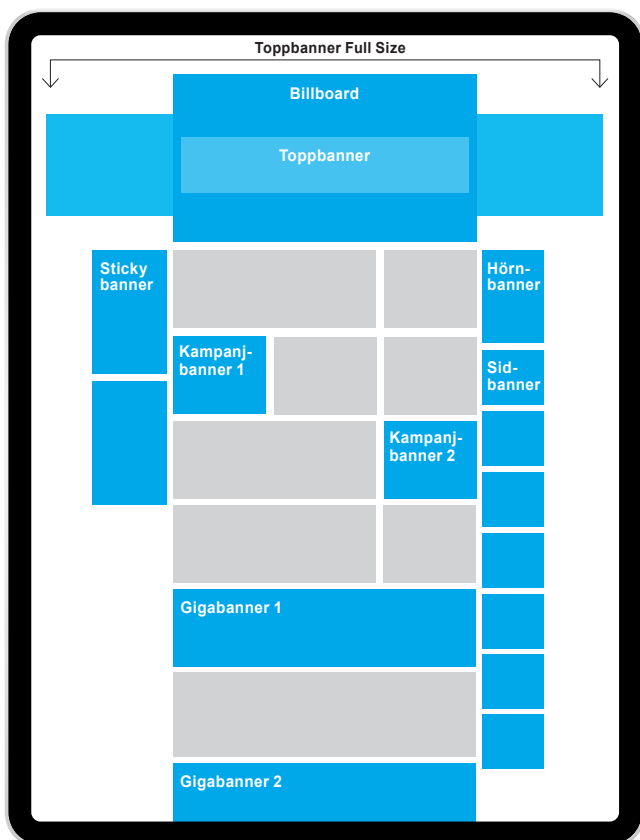 Toppbanner Full Size
Billboard
Toppbanner
Sticky
banner
Hörn-
banner
Kampanj-
banner 1
Sid-
banner
Kampanj-
banner 2
Gigabanner 1
Gigabanner 2